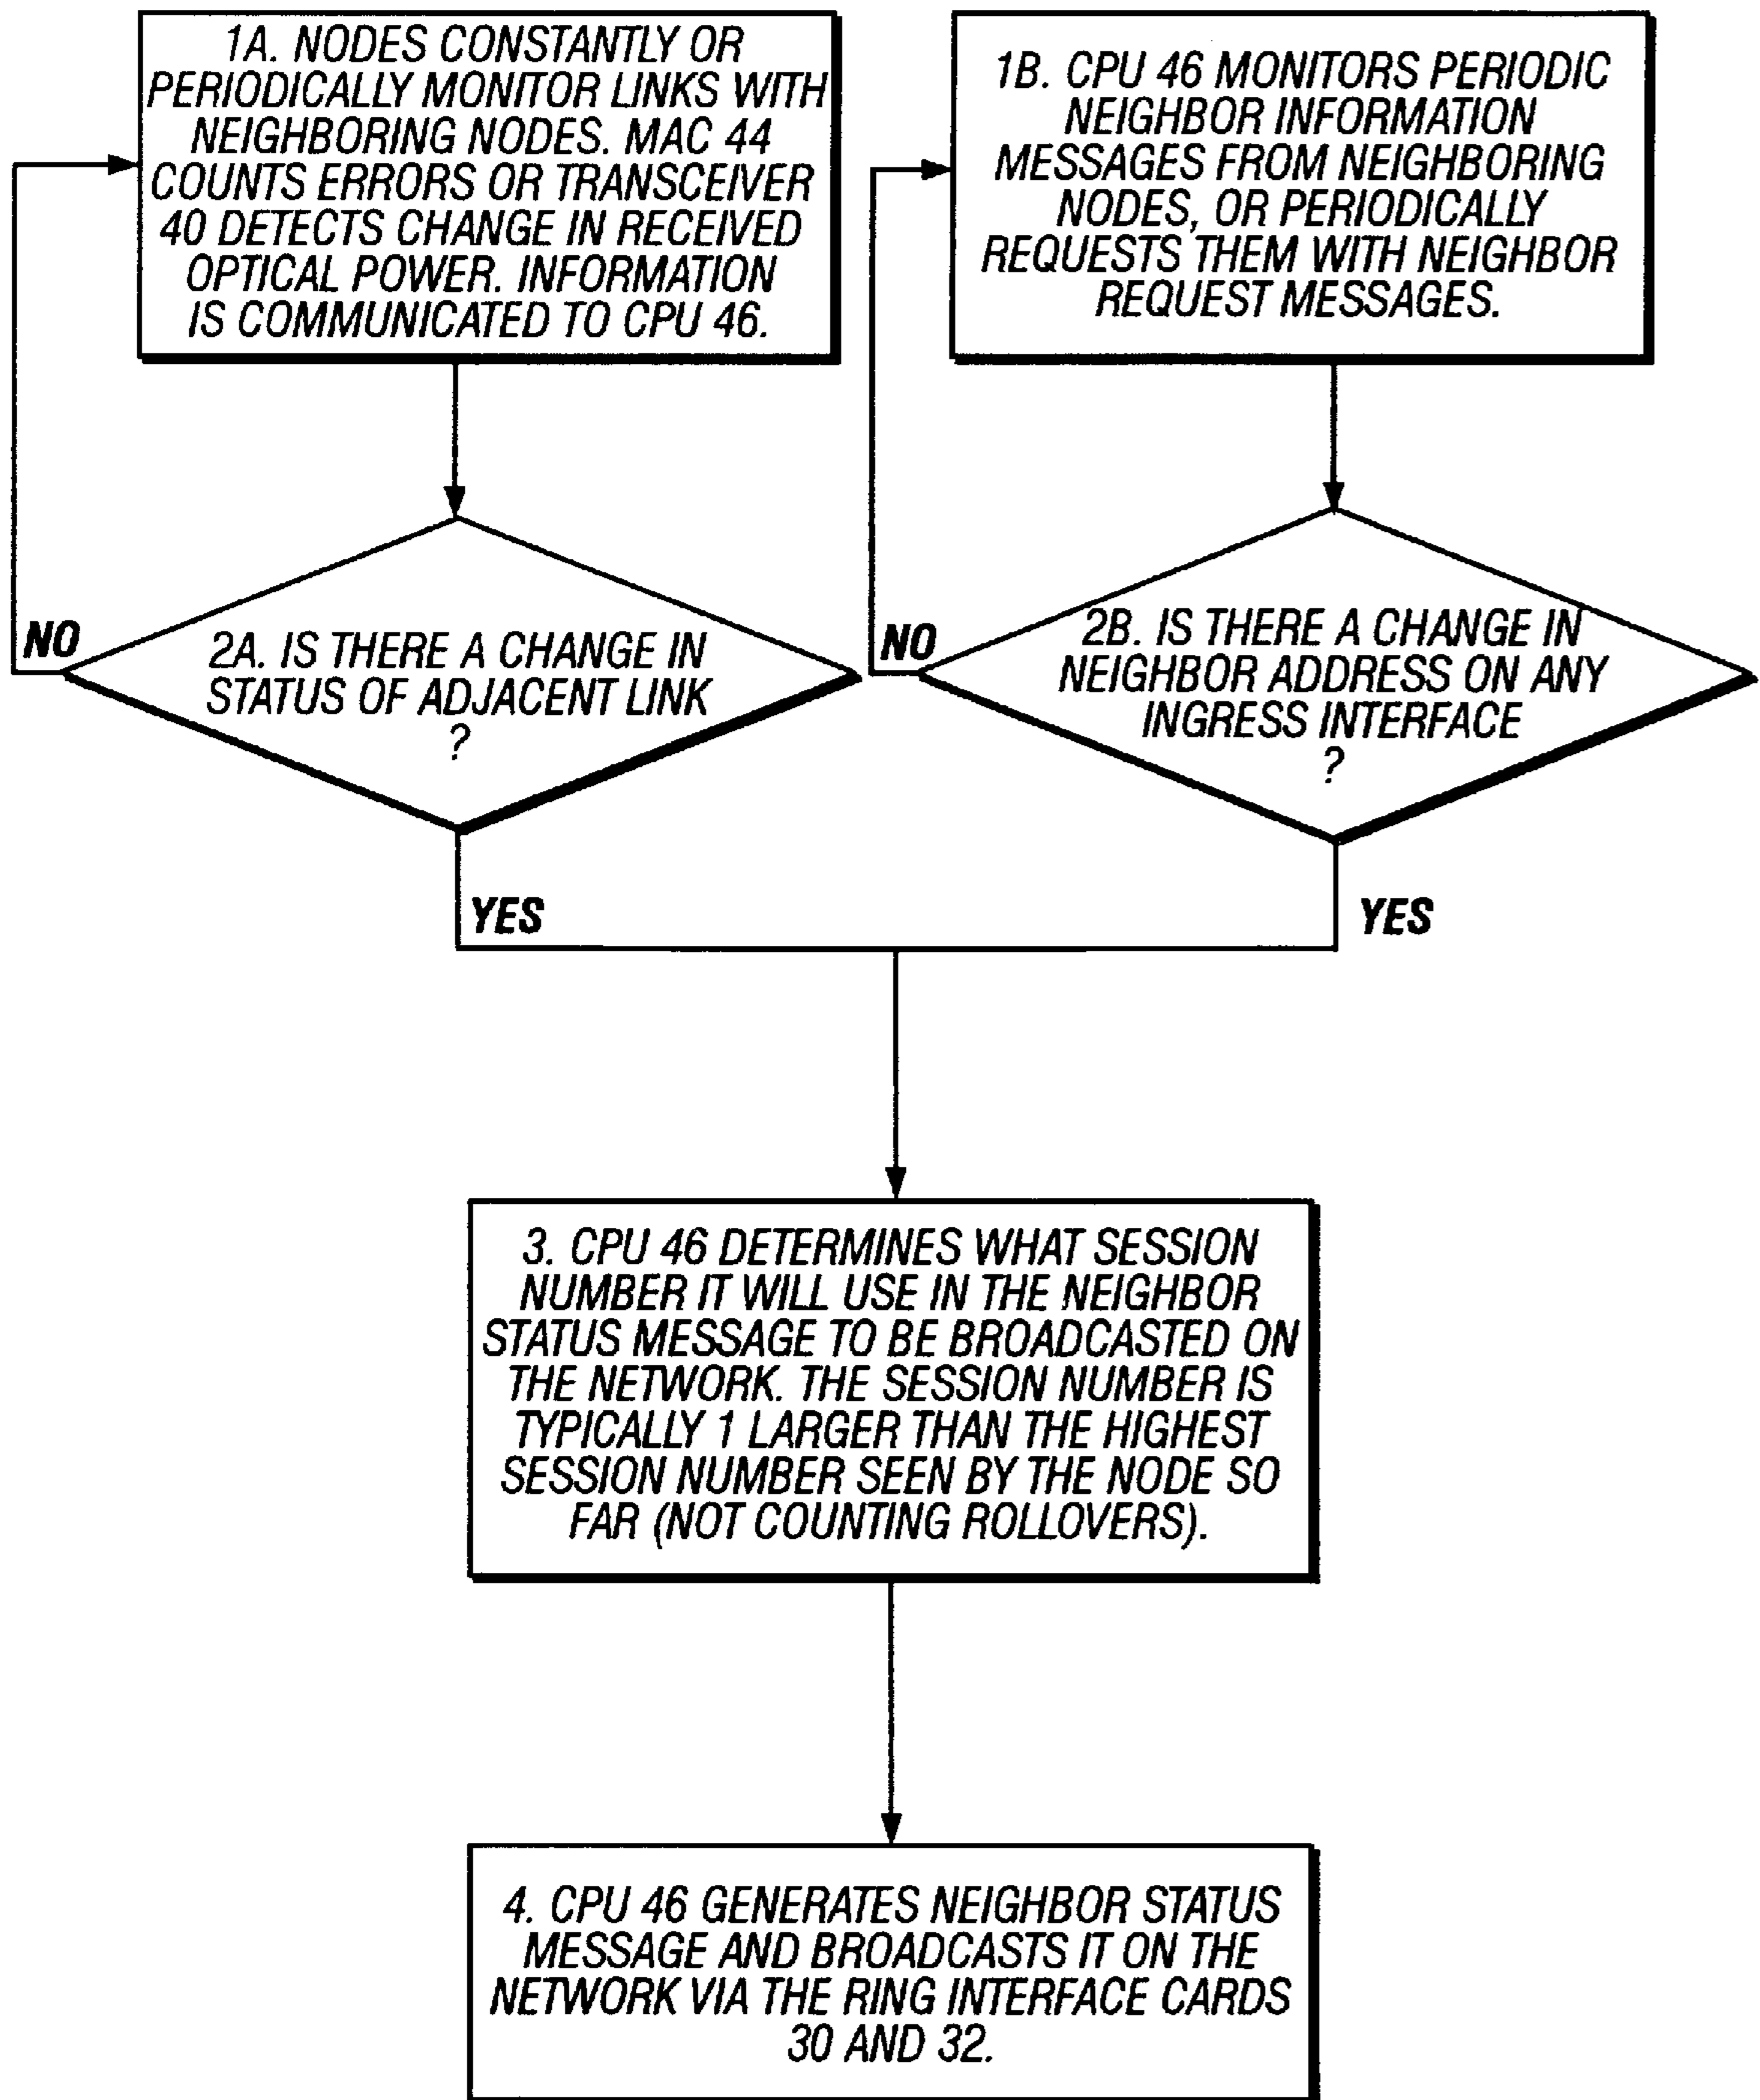 1A. NODES CONSTANTLY OR
PERIODICALLY MONITOR LINKS WITH
NEIGHBORING NODES. MAC 44
COUNTS ERRORS OR TRANSCEIVER
40 DETECTS CHANGE IN RECEIVED
OPTICAL POWER. INFORMATION
IS COMMUNICATED TO CPU 46.
1B. CPU 46 MONITORS PERIODIC
NEIGHBOR INFORMATION
MESSAGES FROM NEIGHBORING
NODES, OR PERIODICALLY
REQUESTS THEM WITH NEIGHBOR
REQUEST MESSAGES.
NO
2A. IS THERE A CHANGE IN
STATUS OF ADJACENT LINK
?
NO
2B. IS THERE A CHANGE IN
NEIGHBOR ADDRESS ON ANY
INGRESS INTERFACE
?
YES
YES
3. CPU 46 DETERMINES WHAT SESSION
NUMBER IT WILL USE IN THE NEIGHBOR
STATUS MESSAGE TO BE BROADCASTED ON
THE NETWORK. THE SESSION NUMBER IS
TYPICALLY 1 LARGER THAN THE HIGHEST
SESSION NUMBER SEEN BY THE NODE SO
FAR (NOT COUNTING ROLLOVERS).
4. CPU 46 GENERATES NEIGHBOR STATUS
MESSAGE AND BROADCASTS IT ON THE
NETWORK VIA THE RING INTERFACE CARDS
30 AND 32.